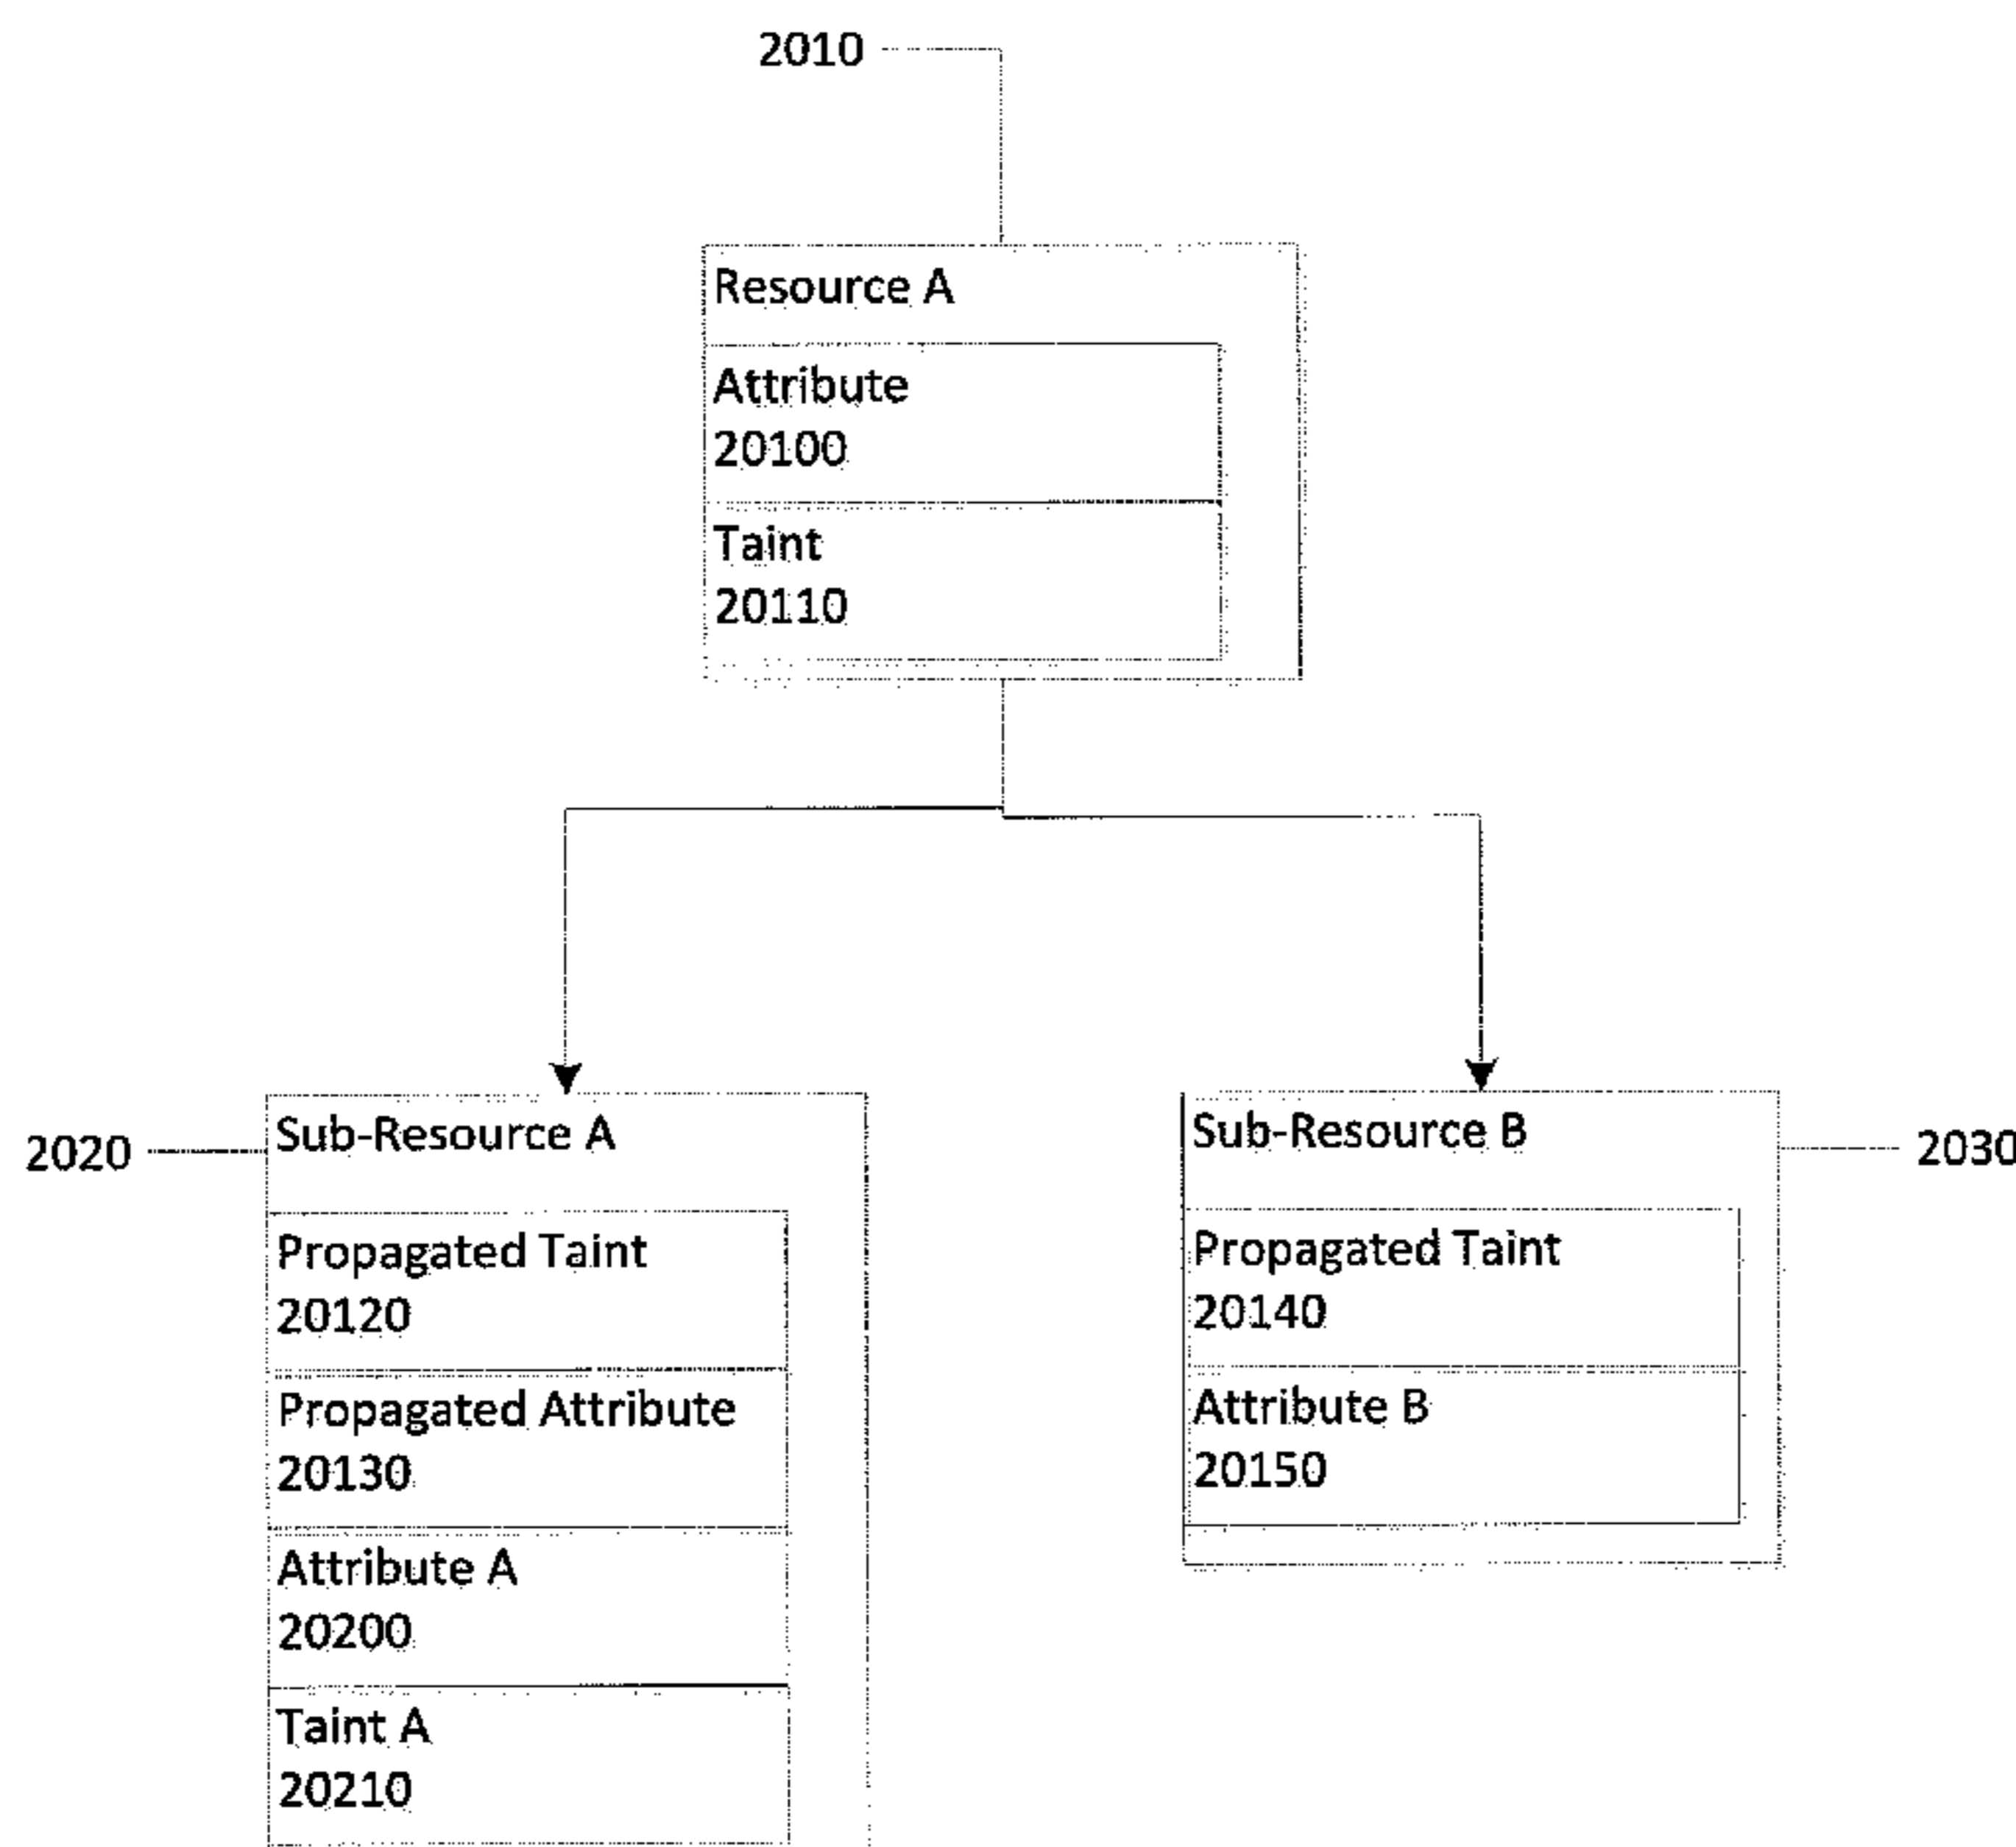 2010
Resource A
Attribute
20100
Taint
20110
2020
Sub-Resource A
Propagated Taint
20120
Propagated Attribute
20130
Attribute A
20200
Taint A
20210
Sub-Resource B
2030
Propagated Taint
20140
Attribute B
20150